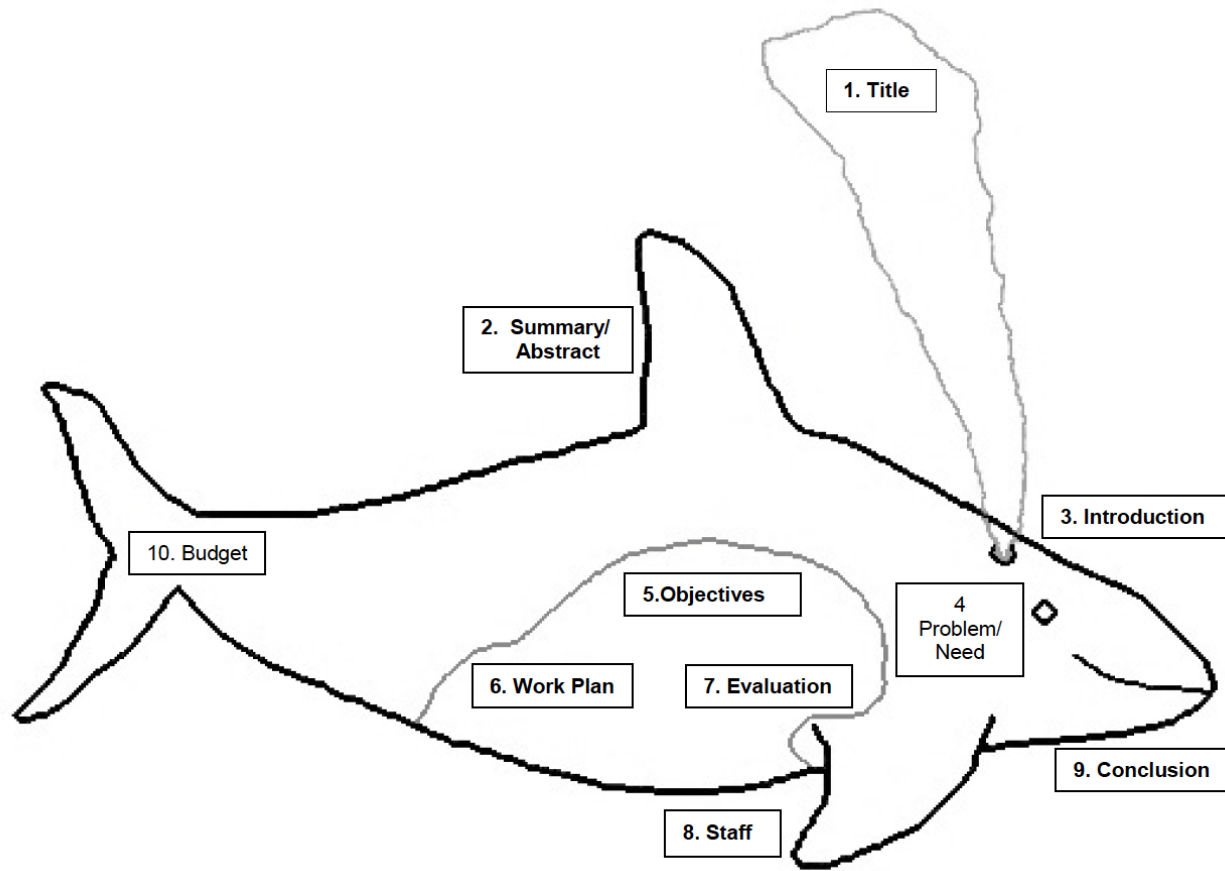 1. Title
2. Summary/
Abstract
3. Introduction
4
Problem/
Need
5.Objectives
6. Work Plan
7. Evaluation
8. Staff
9. Conclusion
10. Budget